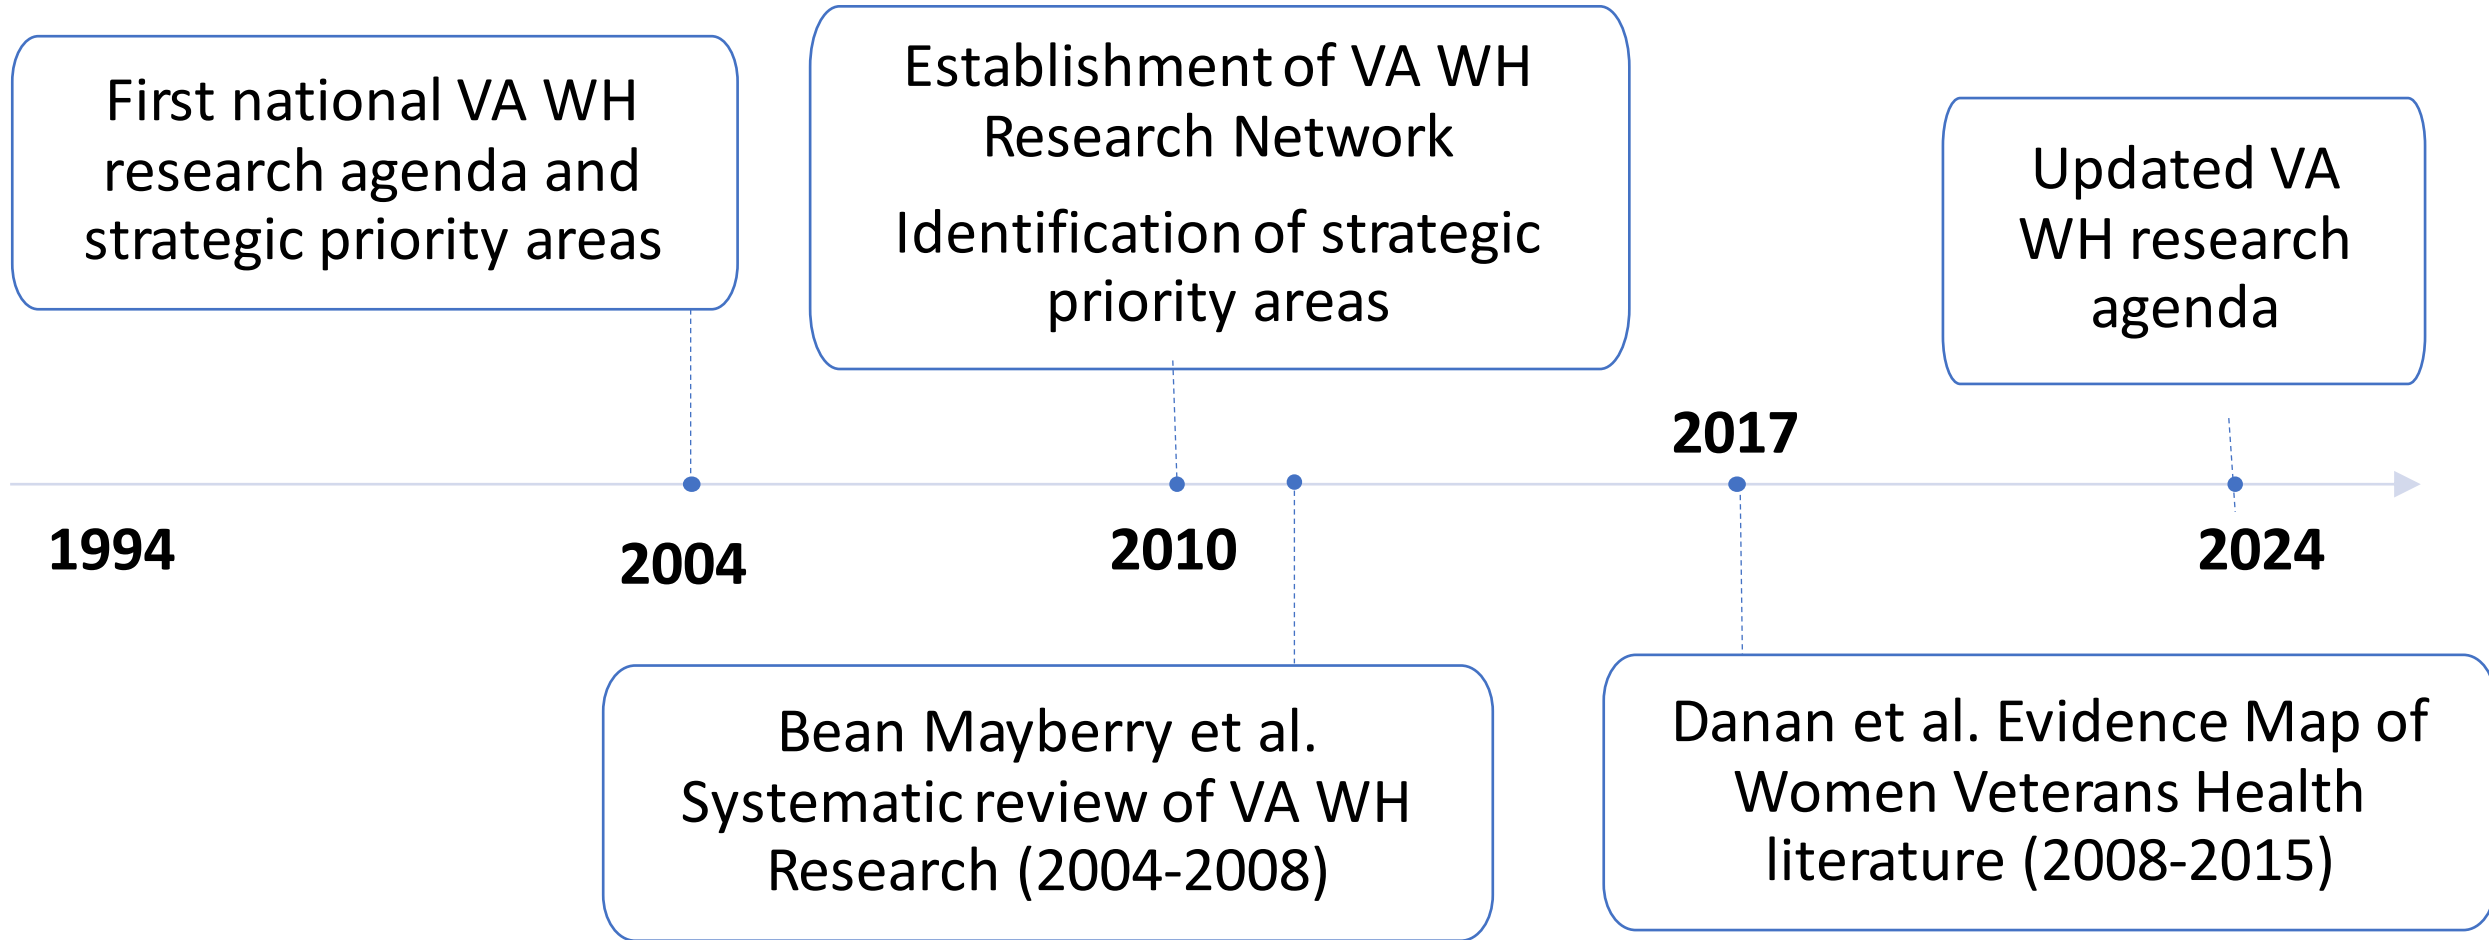 First national VA WH
research agenda and
strategic priority areas
Establishment of VA WH
Research Network
Identification of strategic
priority areas
Updated VA
WH research
agenda
2017
1994
2004
2010
2024
Bean Mayberry et al.
Systematic review of VA WH
Research (2004-2008)
Danan et al. Evidence Map of
Women Veterans Health
literature (2008-2015)